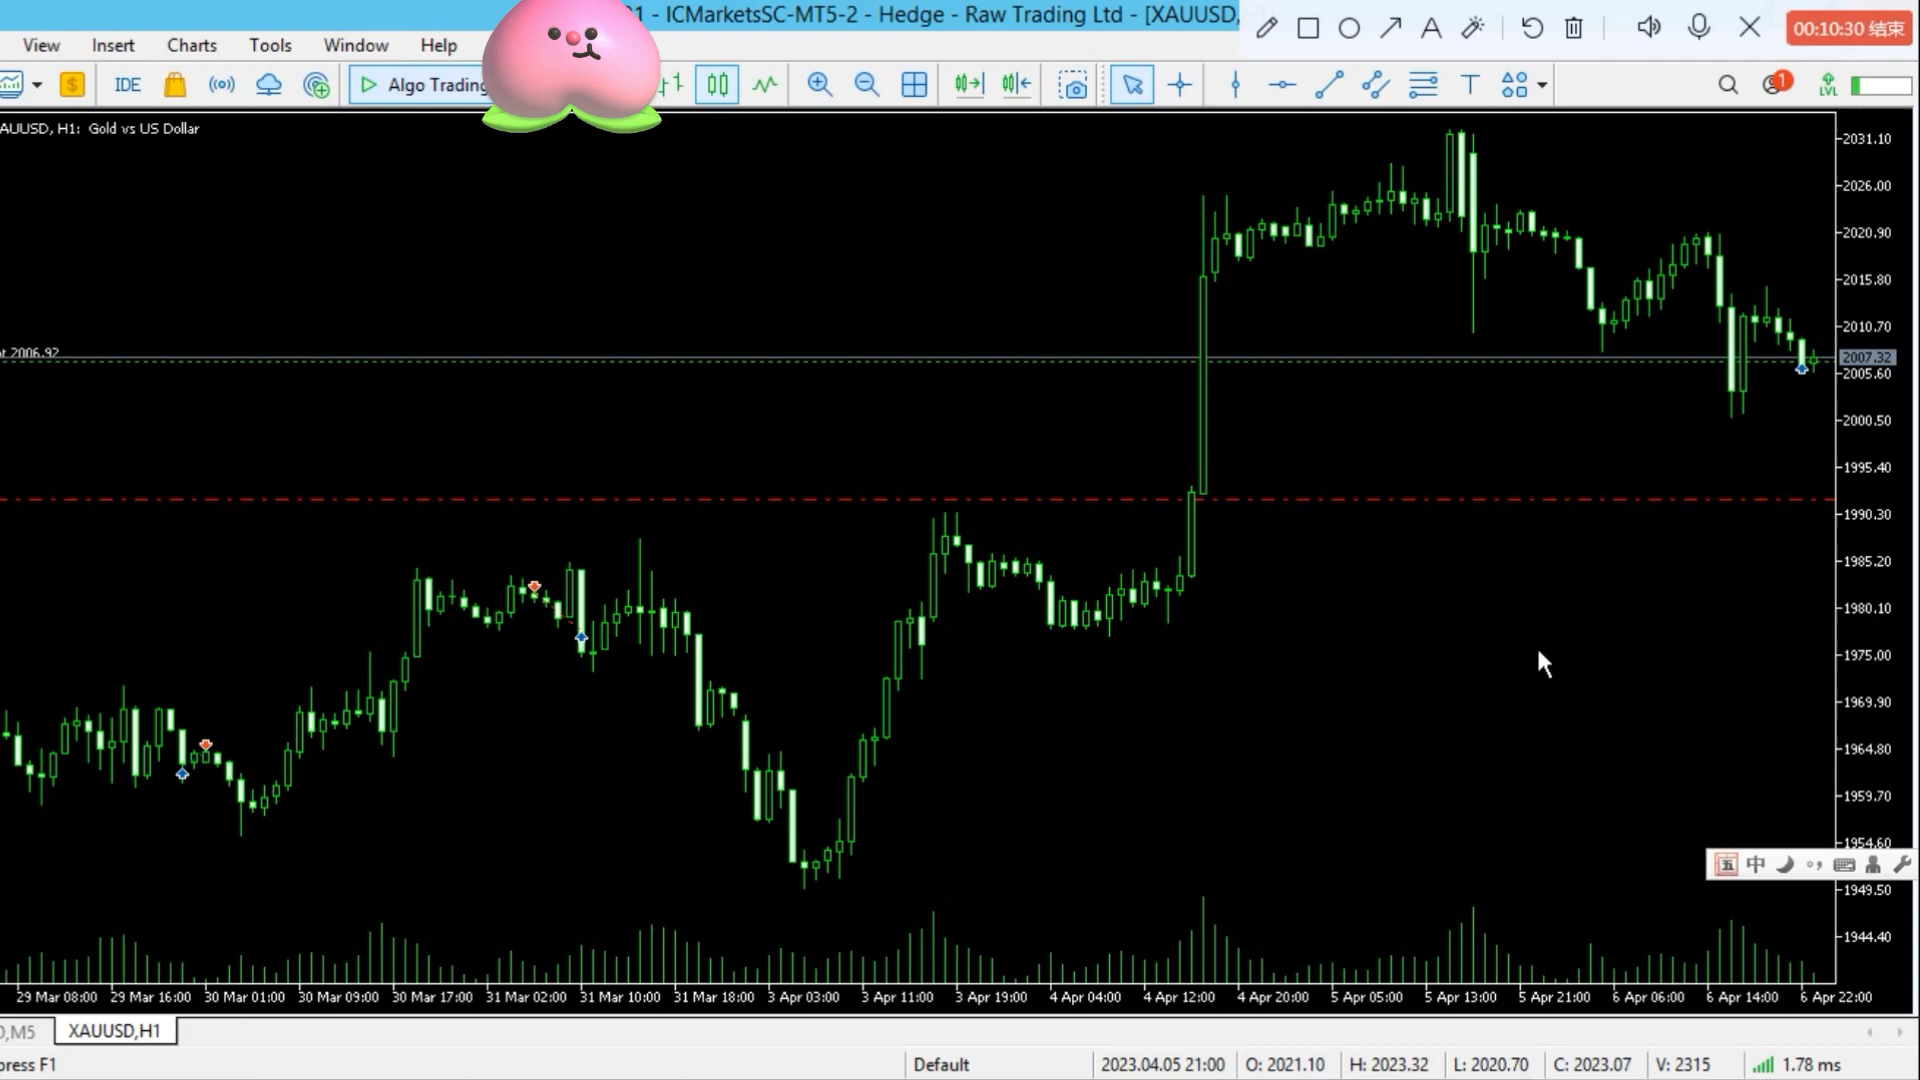 1 - ICMarketsSC-MT5-2 - Hedge - Raw Trading Ltd - [XAUUSD,
00:10:30 结束
View Insert Charts Tools Window Help
IDE Algo Trading
1
LVL
AUUSD, H1: Gold vs US Dollar
2031.10
2026.00
2020.90
2015.80
2010.70
2006.92
2007.32
2005.60
2000.50
1995.40
1990.30
1985.20
1980.10
1975.00
1969.90
1964.80
1959.70
1954.60
五 中
1949.50
1944.40
29 Mar 08:00 29 Mar 16:00 30 Mar 01:00 30 Mar 09:00 30 Mar 17:00 31 Mar 02:00 31 Mar 10:00 31 Mar 18:00 3 Apr 03:00 3 Apr 11:00 3 Apr 19:00 4 Apr 04:00 4 Apr 12:00 4 Apr 20:00 5 Apr 05:00 5 Apr 13:00 5 Apr 21:00 6 Apr 06:00 6 Apr 14:00 6 Apr 22:00
D,M5 XAUUSD,H1
press F1 Default 2023.04.05 21:00 O: 2021.10 H: 2023.32 L: 2020.70 C: 2023.07 V: 2315 1.78 ms